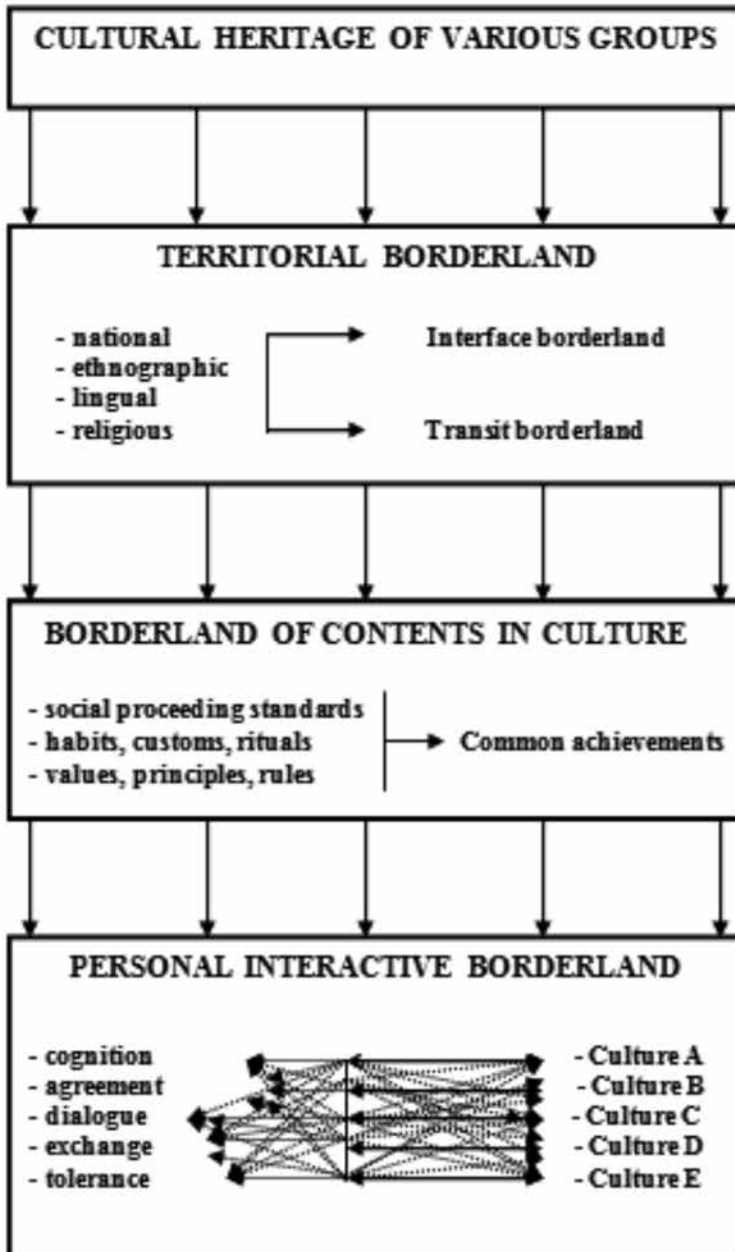 CULTURAL HERITAGE OF VARIOUS GROUPS
TERRITORIAL BORDERLAND
- national
- ethnographic
- lingual
- religious
Interface borderland
Transit borderland
BORDERLAND OF CONTENTS IN CULTURE
- social proceeding standards
- habits, customs, rituals
- values, principles, rules
Common achievements
PERSONAL INTERACTIVE BORDERLAND
- cognition
- agreement
- dialogue
- exchange
- tolerance
- Culture A
- Culture B
- Culture C
- Culture D
- Culture E